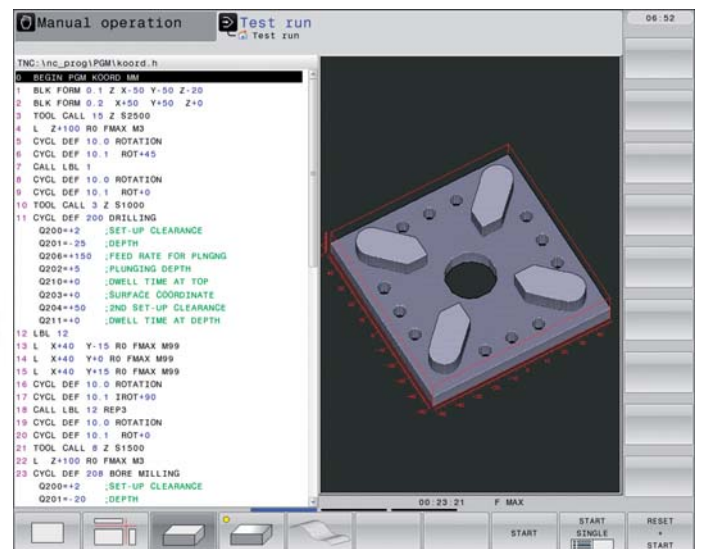 Manual operation
Test run
Test run
06:52
TNC:\nc_prog\PGM\koord.h
0 BEGIN PGM KOORD MM
1 BLK FORM 0.1 Z X-50 Y-50 Z-20
2 BLK FORM 0.2 X+50 Y+50 Z+0
3 TOOL CALL 15 Z S2500
4 L Z+100 R0 FMAX M3
5 CYCL DEF 10.0 ROTATION
6 CYCL DEF 10.1 ROT+45
7 CALL LBL 1
8 CYCL DEF 10.0 ROTATION
9 CYCL DEF 10.1 ROT+0
10 TOOL CALL 3 Z S1000
11 CYCL DEF 200 DRILLING
Q200=+2 ;SET-UP CLEARANCE
Q201=-25 ;DEPTH
Q206=+150 ;FEED RATE FOR PLNGNG
Q202=+5 ;PLUNGING DEPTH
Q210=+0 ;DWELL TIME AT TOP
Q203=+0 ;SURFACE COORDINATE
Q204=+50 ;2ND SET-UP CLEARANCE
Q211=+0 ;DWELL TIME AT DEPTH
12 LBL 12
13 L X+40 Y-15 R0 FMAX M99
14 L X+40 Y+0 R0 FMAX M99
15 L X+40 Y+15 R0 FMAX M99
16 CYCL DEF 10.0 ROTATION
17 CYCL DEF 10.1 IROT+90
18 CALL LBL 12 REP3
19 CYCL DEF 10.0 ROTATION
20 CYCL DEF 10.1 ROT+0
21 TOOL CALL 8 Z S1500
22 L Z+100 R0 FMAX M3
23 CYCL DEF 208 BORE MILLING
Q200=+2 ;SET-UP CLEARANCE
Q201=-20 ;DEPTH
00:23:21 F MAX
START
START
SINGLE
RESET
+
START